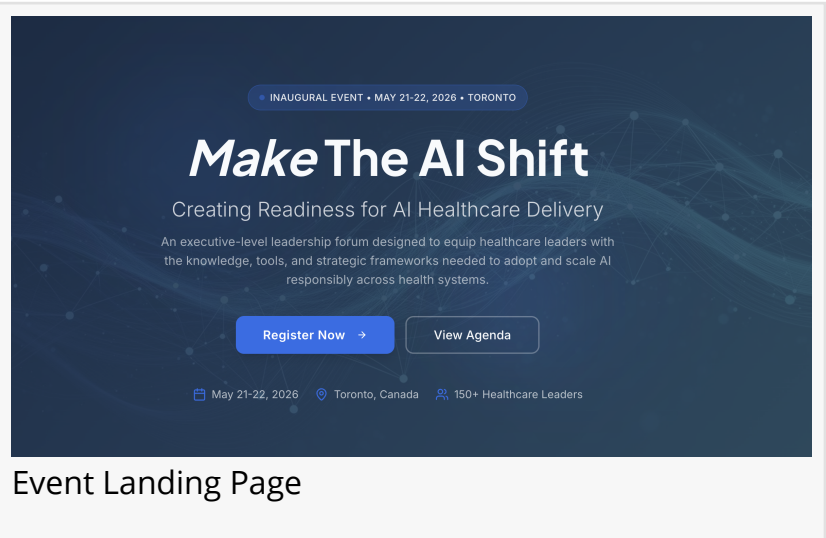 INAUGURAL EVENT • MAY 21-22, 2026 • TORONTO
Make The AI Shift
Creating Readiness for AI Healthcare Delivery
An executive-level leadership forum designed to equip healthcare leaders with
the knowledge, tools, and strategic frameworks needed to adopt and scale AI
responsibly across health systems.
Register Now → View Agenda
May 21-22, 2026 Toronto, Canada 150+ Healthcare Leaders
Event Landing Page